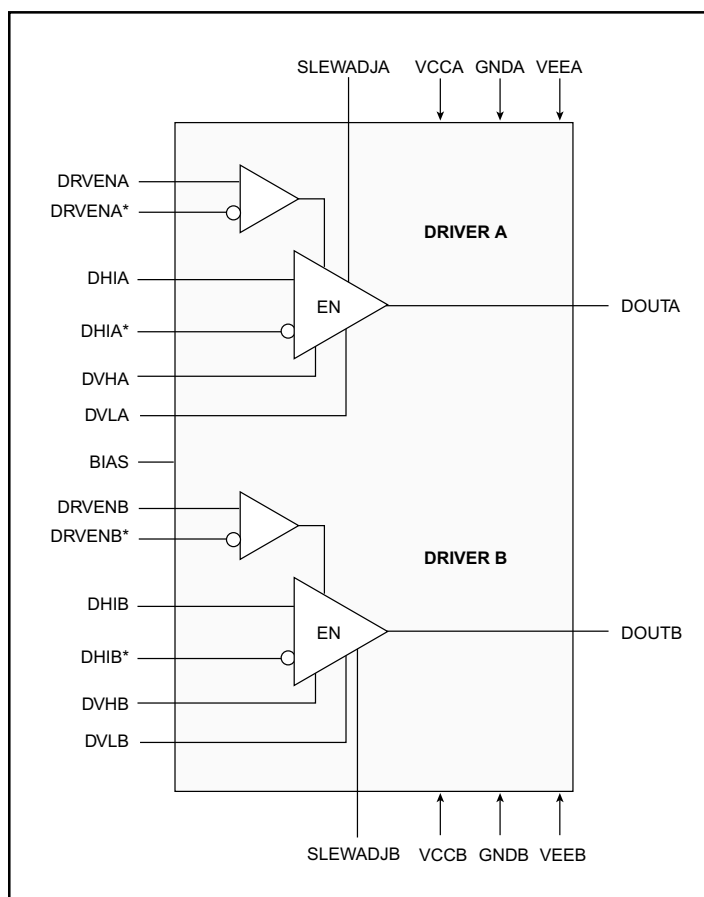 SLEWADJA VCCA GNDA VEEA
DRVENA
DRVENA*
DRIVER A
DHIA
EN
DOUTA
DHIA*
DVHA
DVLA
BIAS
DRVENB
DRVENB*
DRIVER B
DHIB
EN
DOUTB
DHIB*
DVHB
DVLB
SLEWADJB VCCB GNDB VEEB